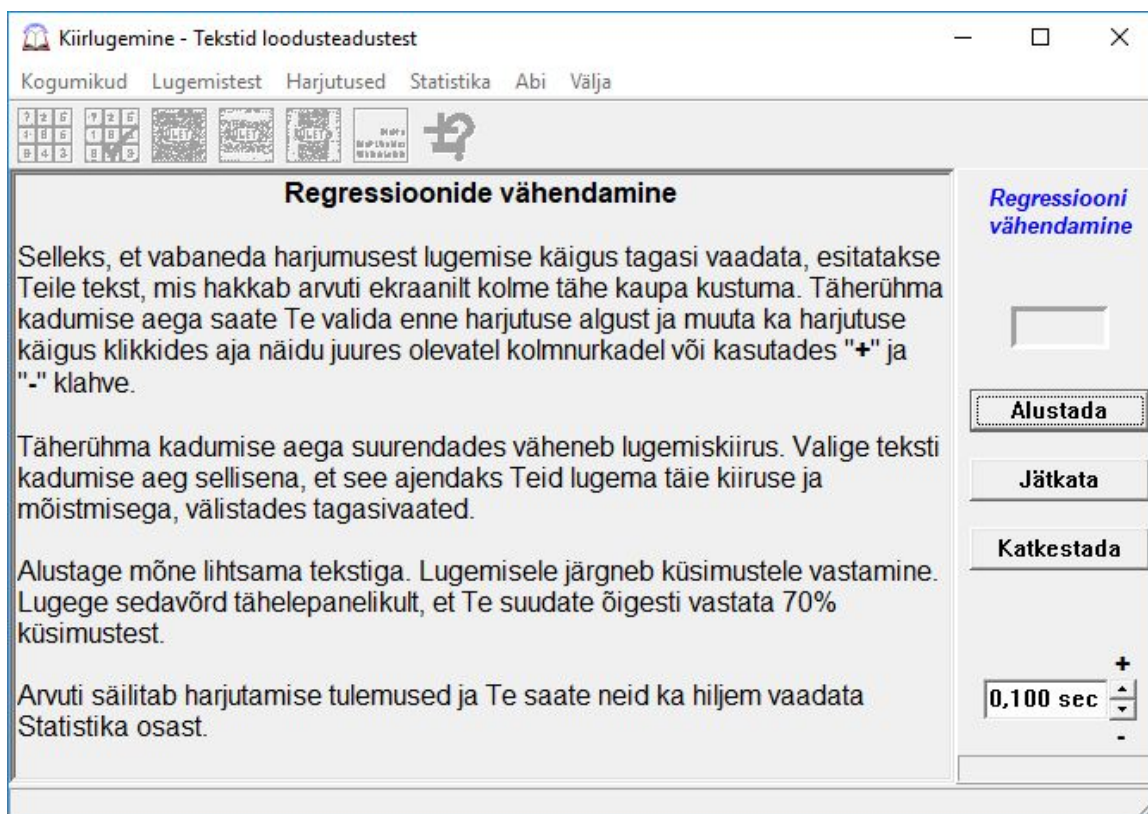 Kiirlugemine - Tekstid loodusteadustest
Kogumikud Lugemistest Harjutused Statistika Abi Välja
Regressioonide vähendamine
Selleks, et vabaneda harjumusest lugemise käigus tagasi vaadata, esitatakse
Teile tekst, mis hakkab arvuti ekraanilt kolme tähe kaupa kustuma. Täherühma
kadumise aega saate Te valida enne harjutuse algust ja muuta ka harjutuse
käigus klikkides aja näidu juures olevatel kolmnurkadel või kasutades "+" ja
"-" klahve.
Täherühma kadumise aega suurendades väheneb lugemiskiirus. Valige teksti
kadumise aeg sellisena, et see ajendaks Teid lugema täie kiiruse ja
mõistmisega, välistades tagasivaated.
Alustage mõne lihtsama tekstiga. Lugemisele järgneb küsimustele vastamine.
Lugege sedavõrd tähelepanelikult, et Te suudate õigesti vastata 70%
küsimustest.
Arvuti säilitab harjutamise tulemused ja Te saate neid ka hiljem vaadata
Statistika osast.
Regressiooni
vähendamine
Alustada
Jätkata
Katkestada
+
0,100 sec
-